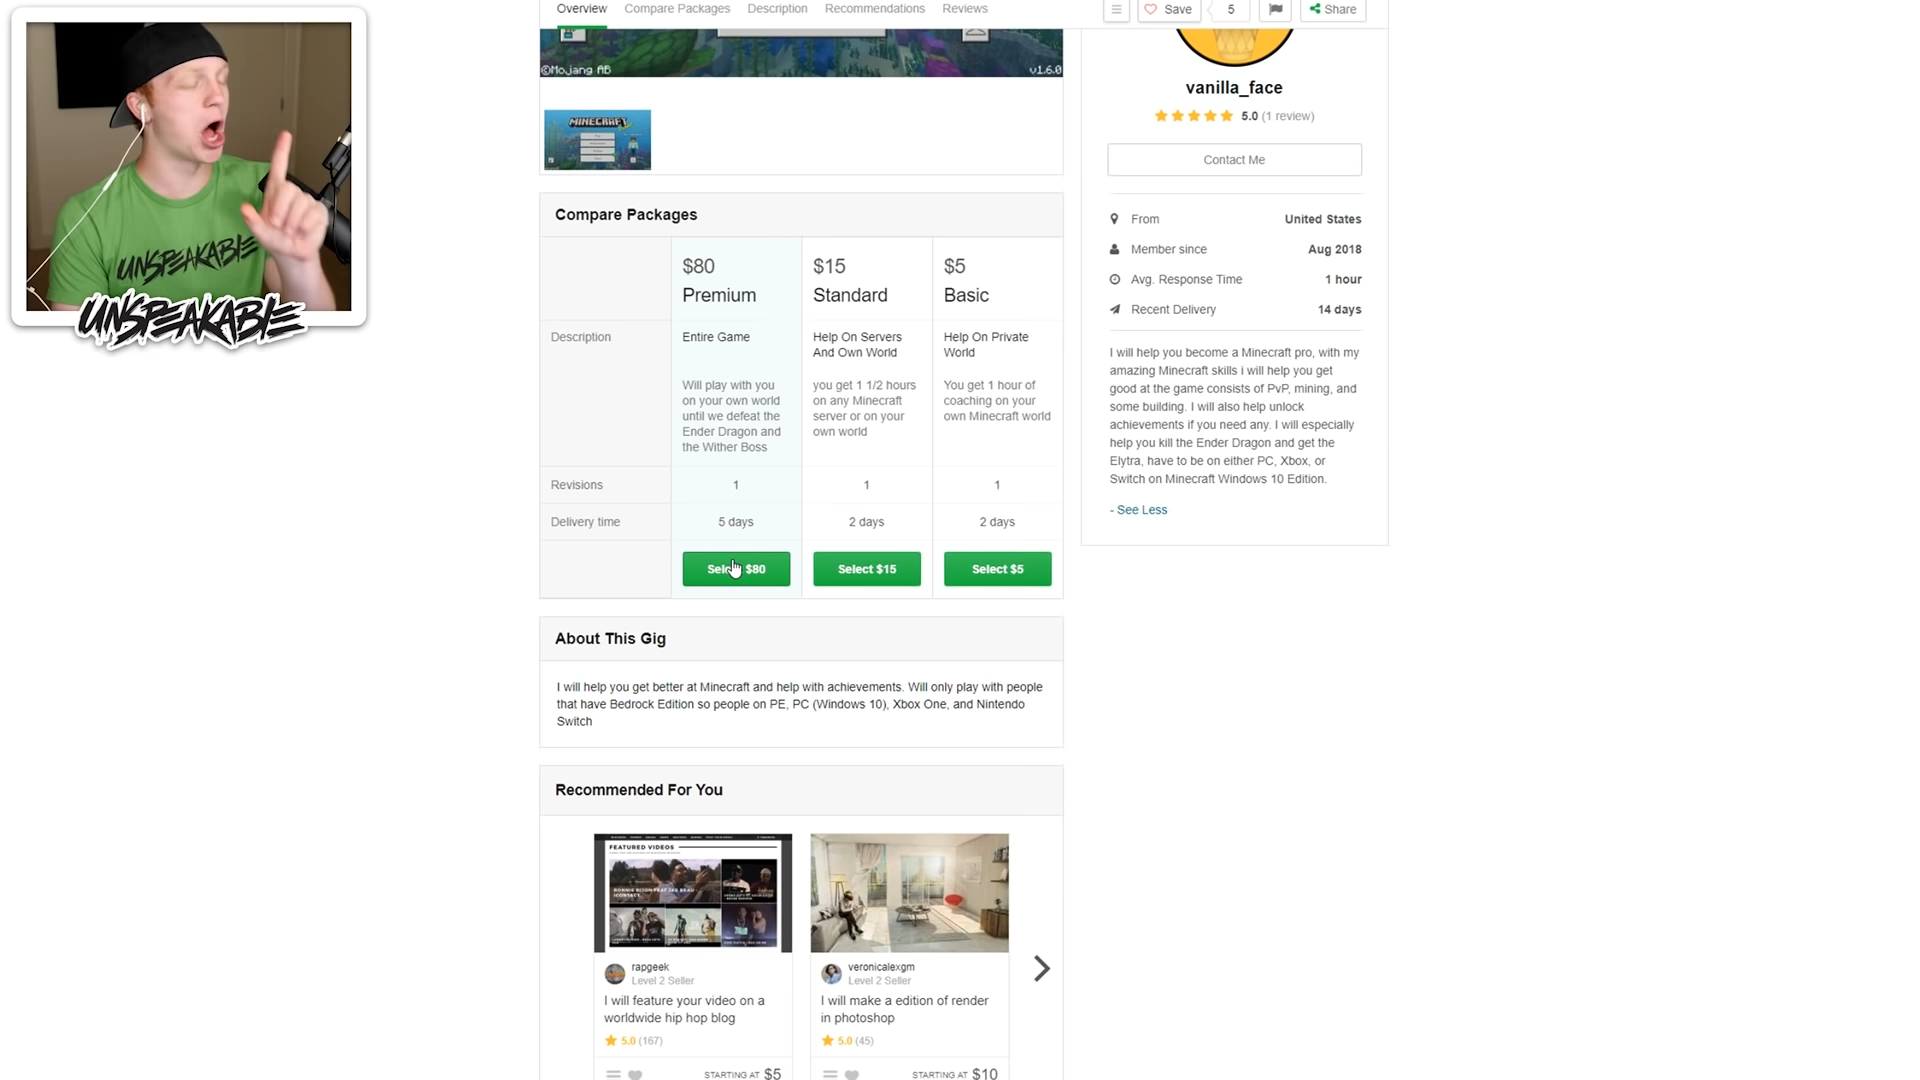 Overview
Compare Packages
Description
Recommendations
Reviews
Save
5
Share
©Mojang AB
v1.6.0
MINECRAFT
UNSPEAKABLE
UNSPEAKABLE
vanilla_face
5.0 (1 review)
Contact Me
From United States
Member since Aug 2018
Avg. Response Time 1 hour
Recent Delivery 14 days
I will help you become a Minecraft pro, with my
amazing Minecraft skills i will help you get
good at the game consists of PvP, mining, and
some building. I will also help unlock
achievements if you need any. I will especially
help you kill the Ender Dragon and get the
Elytra, have to be on either PC, Xbox, or
Switch on Minecraft Windows 10 Edition.
- See Less
Compare Packages
$80
Premium
$15
Standard
$5
Basic
Description
Entire Game
Will play with you
on your own world
until we defeat the
Ender Dragon and
the Wither Boss
Help On Servers
And Own World
you get 1 1/2 hours
on any Minecraft
server or on your
own world
Help On Private
World
You get 1 hour of
coaching on your
own Minecraft world
Revisions 1 1 1
Delivery time 5 days 2 days 2 days
Select $80
Select $15
Select $5
About This Gig
I will help you get better at Minecraft and help with achievements. Will only play with people
that have Bedrock Edition so people on PE, PC (Windows 10), Xbox One, and Nintendo
Switch
Recommended For You
FEATURED VIDEOS
rapgeek
Level 2 Seller
I will feature your video on a
worldwide hip hop blog
5.0 (167)
STARTING AT $5
veronicalexgm
Level 2 Seller
I will make a edition of render
in photoshop
5.0 (45)
STARTING AT $10